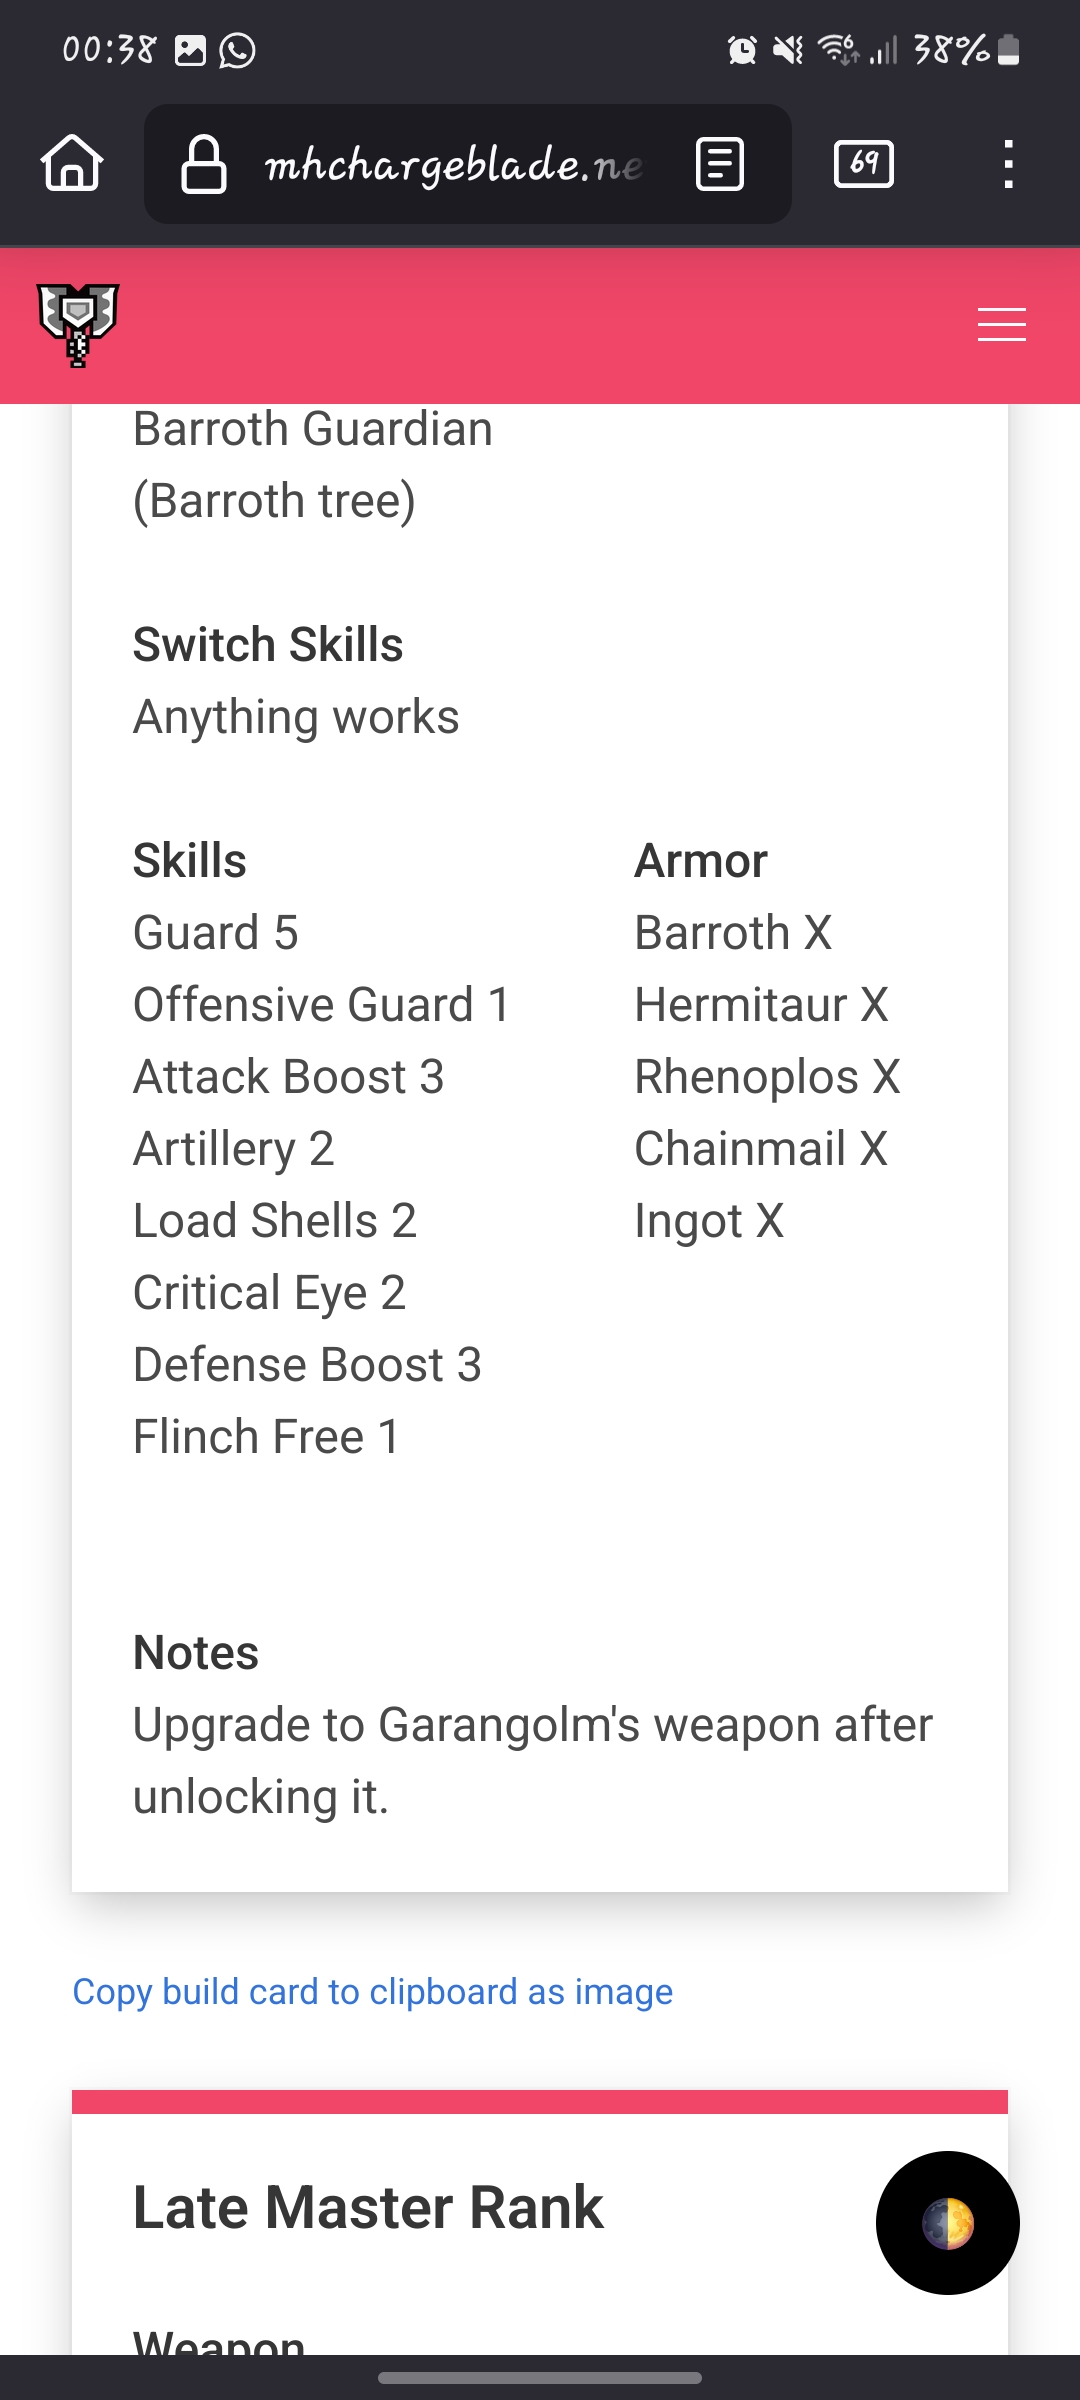 00:38
38%
mhchargeblade.ne
69
Barroth Guardian
(Barroth tree)
Switch Skills
Anything works
Skills
Guard 5
Offensive Guard 1
Attack Boost 3
Artillery 2
Load Shells 2
Critical Eye 2
Defense Boost 3
Flinch Free 1
Armor
Barroth X
Hermitaur X
Rhenoplos X
Chainmail X
Ingot X
Notes
Upgrade to Garangolm's weapon after
unlocking it.
Copy build card to clipboard as image
Late Master Rank
Weapon